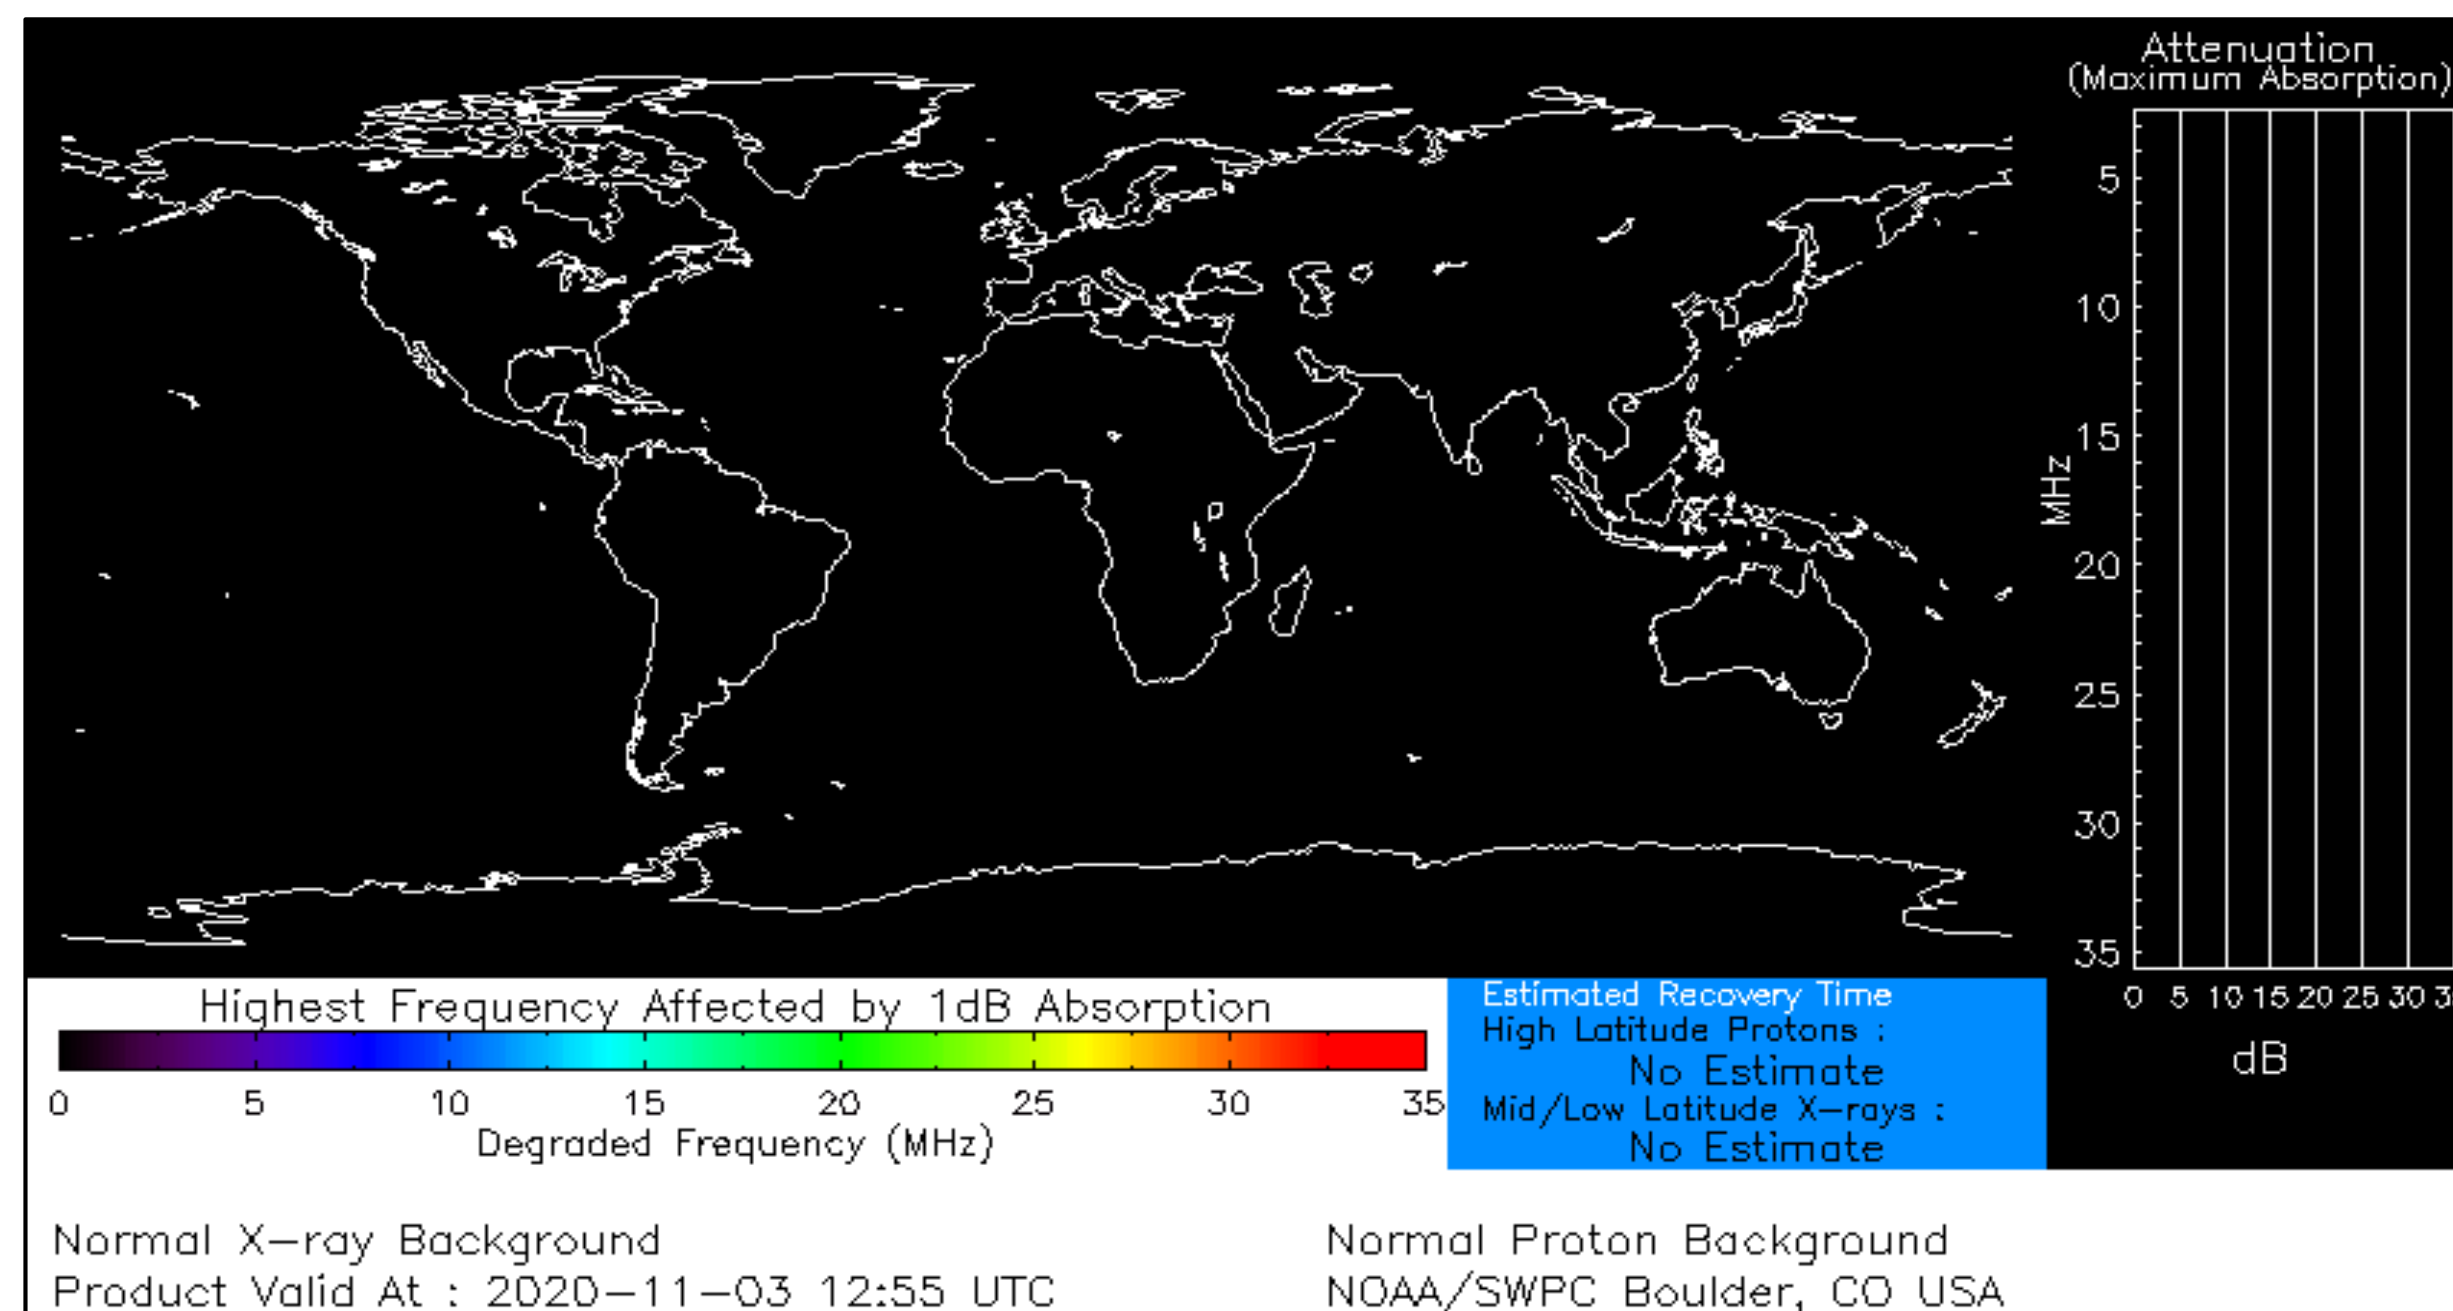 Attenuation
(Maximum Absorption)
5
10
15
20
25
30
35
MHz
0 5 10 15 20 25 30
dB
Highest Frequency Affected by 1dB Absorption
0 5 10 15 20 25 30 35
Degraded Frequency (MHz)
Estimated Recovery Time
High Latitude Protons :
No Estimate
Mid/Low Latitude X-rays :
No Estimate
Normal X-ray Background
Normal Proton Background
Product Valid At : 2020-11-03 12:55 UTC
NOAA/SWPC Boulder, CO USA